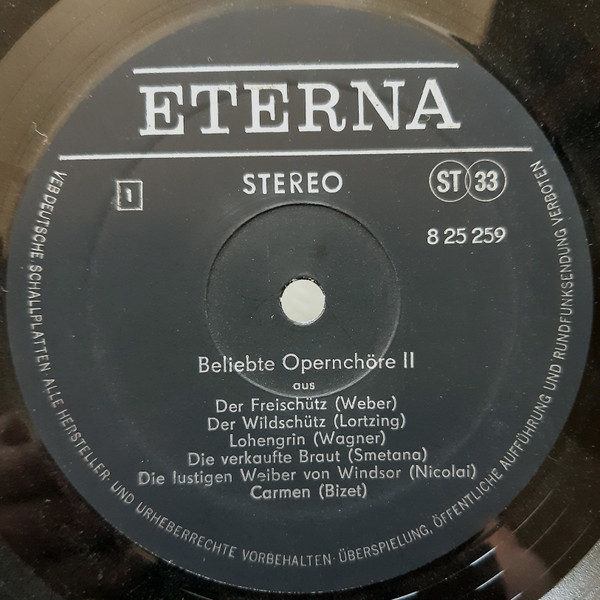 ETERNA
1
STEREO
ST 33
8 25 259
Beliebte Opernchöre II
aus
Der Freischütz (Weber)
Der Wildschütz (Lortzing)
Lohengrin (Wagner)
Die verkaufte Braut (Smetana)
Die lustigen Weiber von Windsor (Nicolai)
Carmen (Bizet)
VEB DEUTSCHE SCHALLPLATTEN ALLE HERSTELLER- UND URHEBERRECHTE VORBEHALTEN · ÜBERSPIELUNG, ÖFFENTLICHE AUFFÜHRUNG UND RUNDFUNKSENDUNG VERBOTEN